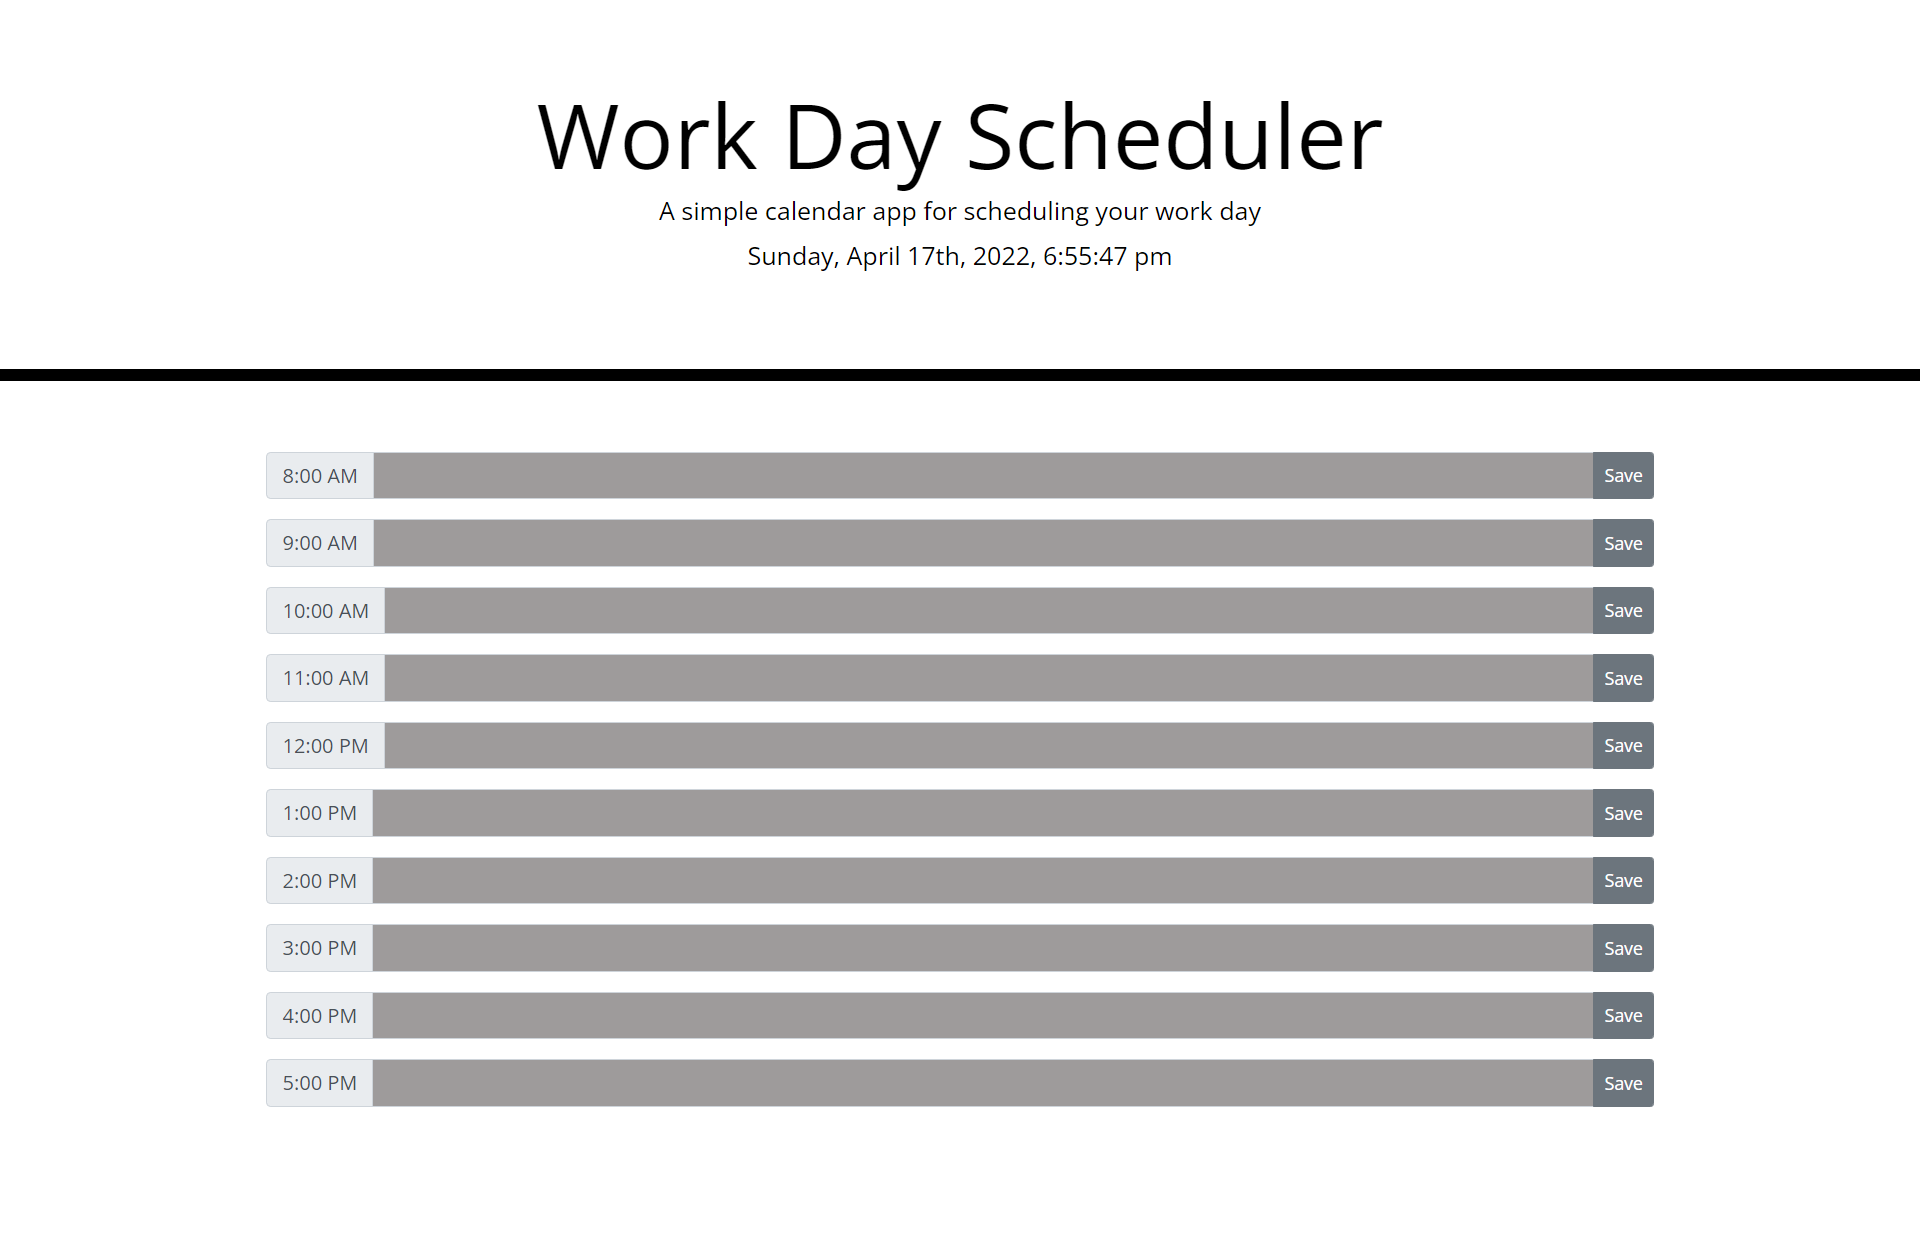 Work Day Scheduler
A simple calendar app for scheduling your work day
Sunday, April 17th, 2022, 6:55:47 pm
8:00 AM Save
9:00 AM Save
10:00 AM Save
11:00 AM Save
12:00 PM Save
1:00 PM Save
2:00 PM Save
3:00 PM Save
4:00 PM Save
5:00 PM Save